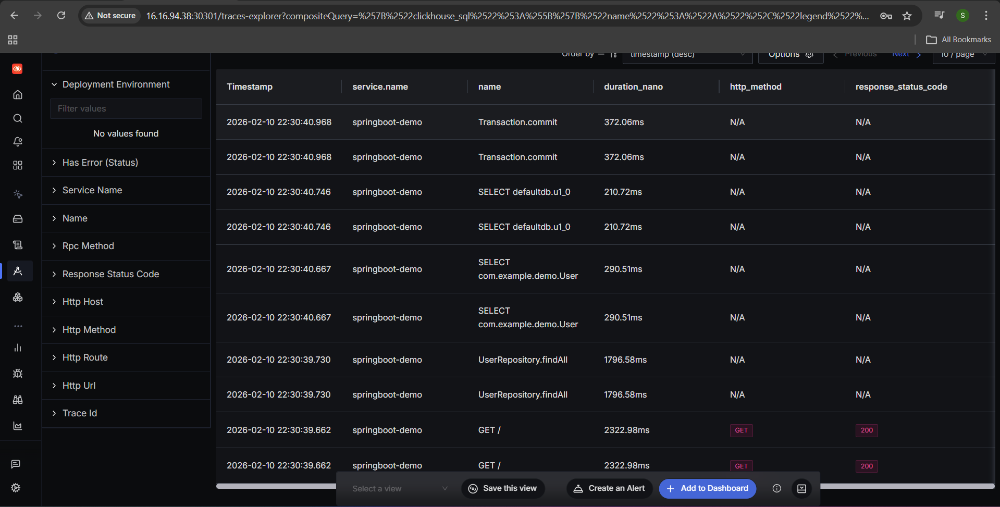 Not secure
16.16.94.38:30301/traces-explorer?compositeQuery=%257B%2522clickhouse_sql%2522%253A%255B%257B%2522name%2522%253A%2522A%2522%252C%2522legend%2522%...
S
All Bookmarks
Order by
timestamp (desc)
Options
Previous
Next
10 / page
Deployment Environment
Filter values
No values found
Has Error (Status)
Service Name
Name
Rpc Method
Response Status Code
Http Host
Http Method
Http Route
Http Url
Trace Id
Timestamp service.name name duration_nano http_method response_status_code
2026-02-10 22:30:40.968 springboot-demo Transaction.commit 372.06ms N/A N/A
2026-02-10 22:30:40.968 springboot-demo Transaction.commit 372.06ms N/A N/A
2026-02-10 22:30:40.746 springboot-demo SELECT defaultdb.u1_0 210.72ms N/A N/A
2026-02-10 22:30:40.746 springboot-demo SELECT defaultdb.u1_0 210.72ms N/A N/A
2026-02-10 22:30:40.667 springboot-demo SELECT
com.example.demo.User 290.51ms N/A N/A
2026-02-10 22:30:40.667 springboot-demo SELECT
com.example.demo.User 290.51ms N/A N/A
2026-02-10 22:30:39.730 springboot-demo UserRepository.findAll 1796.58ms N/A N/A
2026-02-10 22:30:39.730 springboot-demo UserRepository.findAll 1796.58ms N/A N/A
2026-02-10 22:30:39.662 springboot-demo GET / 2322.98ms GET 200
2026-02-10 22:30:39.662 springboot-demo GET / 2322.98ms GET 200
Select a view
Save this view
Create an Alert
Add to Dashboard